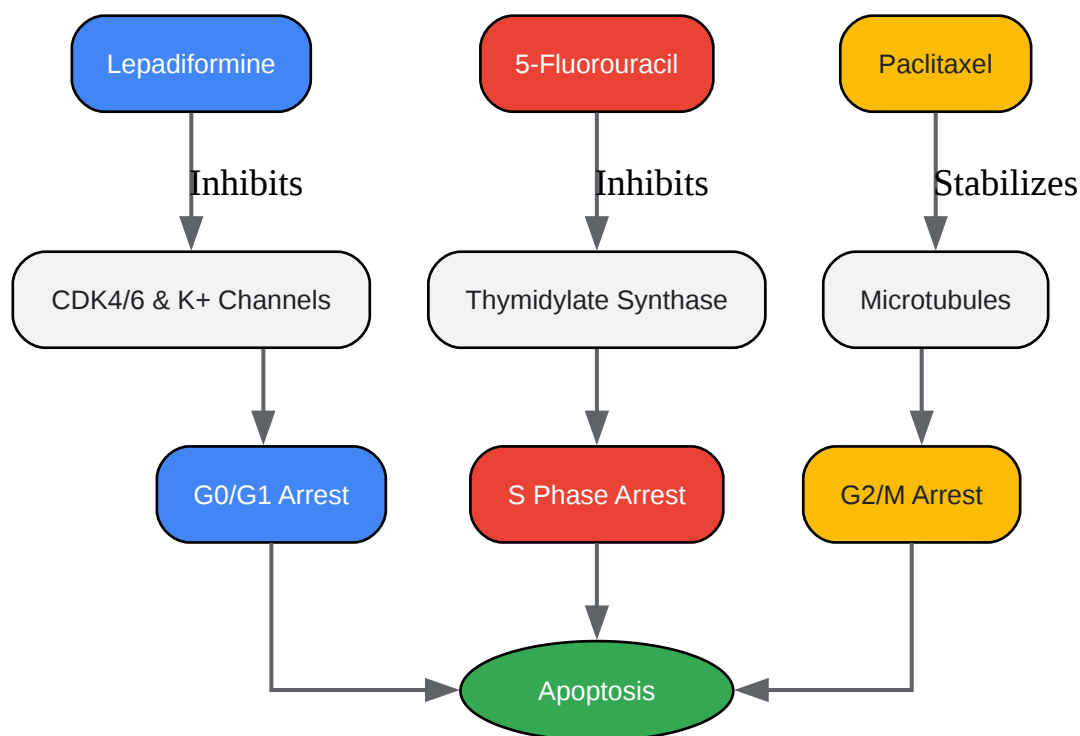 Lepadiformine
5-Fluorouracil
Paclitaxel
Inhibits
Inhibits
Stabilizes
CDK4/6 & K+ Channels
Thymidylate Synthase
Microtubules
G0/G1 Arrest
S Phase Arrest
G2/M Arrest
Apoptosis